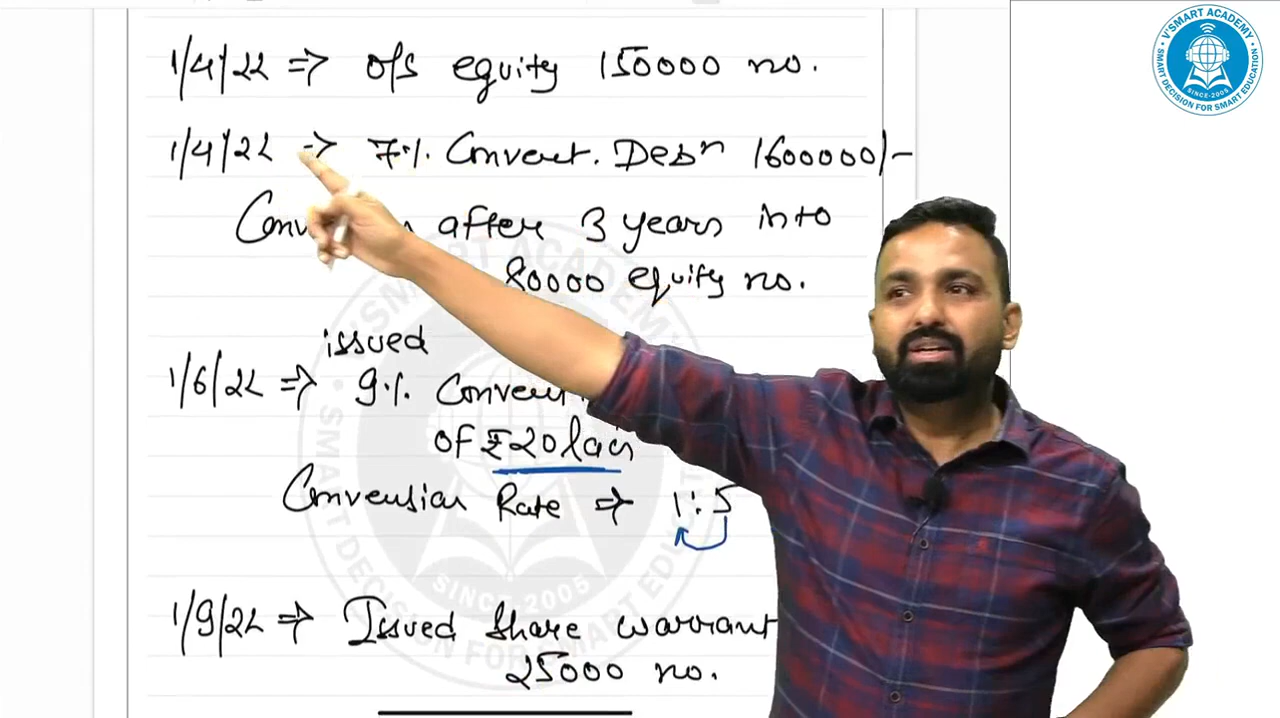 1/4/22 ⇒ o/s equity 150000 no.
1/4/22 ⇒ 7% Convert. Debn 1600000/-
after 3 years into
80000 equity no.
issued
1/6/22 ⇒ 9%
of ₹20 lacs
Conversion Rate ⇒ 1:5
1/9/22 ⇒ Issued Share warrant
25000 no.
V'SMART ACADEMY
SMART DECISION FOR SMART EDUCATION
SINCE-2005